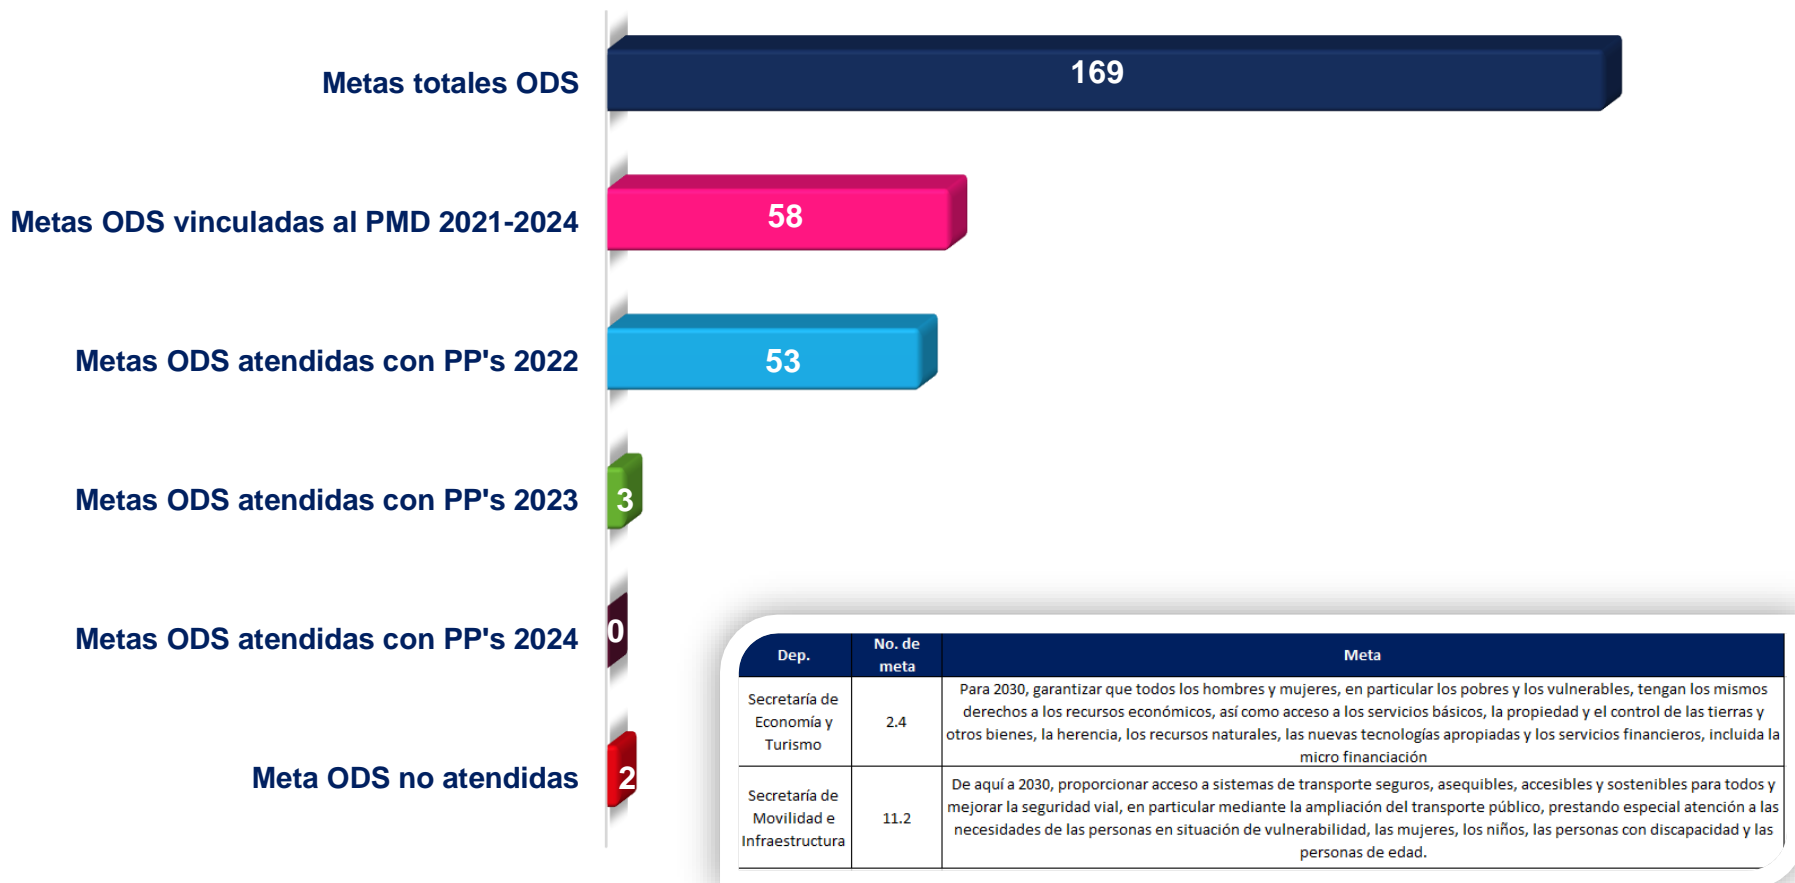 Metas totales ODS
169
Metas ODS vinculadas al PMD 2021-2024
58
Metas ODS atendidas con PP's 2022
53
Metas ODS atendidas con PP's 2023
3
Metas ODS atendidas con PP's 2024
0
Meta ODS no atendidas
2
Dep.
No. de
meta
Meta
Secretaría de
Economía y
Turismo
2.4
Para 2030, garantizar que todos los hombres y mujeres, en particular los pobres y los vulnerables, tengan los mismos
derechos a los recursos económicos, así como acceso a los servicios básicos, la propiedad y el control de las tierras y
otros bienes, la herencia, los recursos naturales, las nuevas tecnologías apropiadas y los servicios financieros, incluida la
micro financiación
Secretaría de
Movilidad e
Infraestructura
11.2
De aquí a 2030, proporcionar acceso a sistemas de transporte seguros, asequibles, accesibles y sostenibles para todos y
mejorar la seguridad vial, en particular mediante la ampliación del transporte público, prestando especial atención a las
necesidades de las personas en situación de vulnerabilidad, las mujeres, los niños, las personas con discapacidad y las
personas de edad.